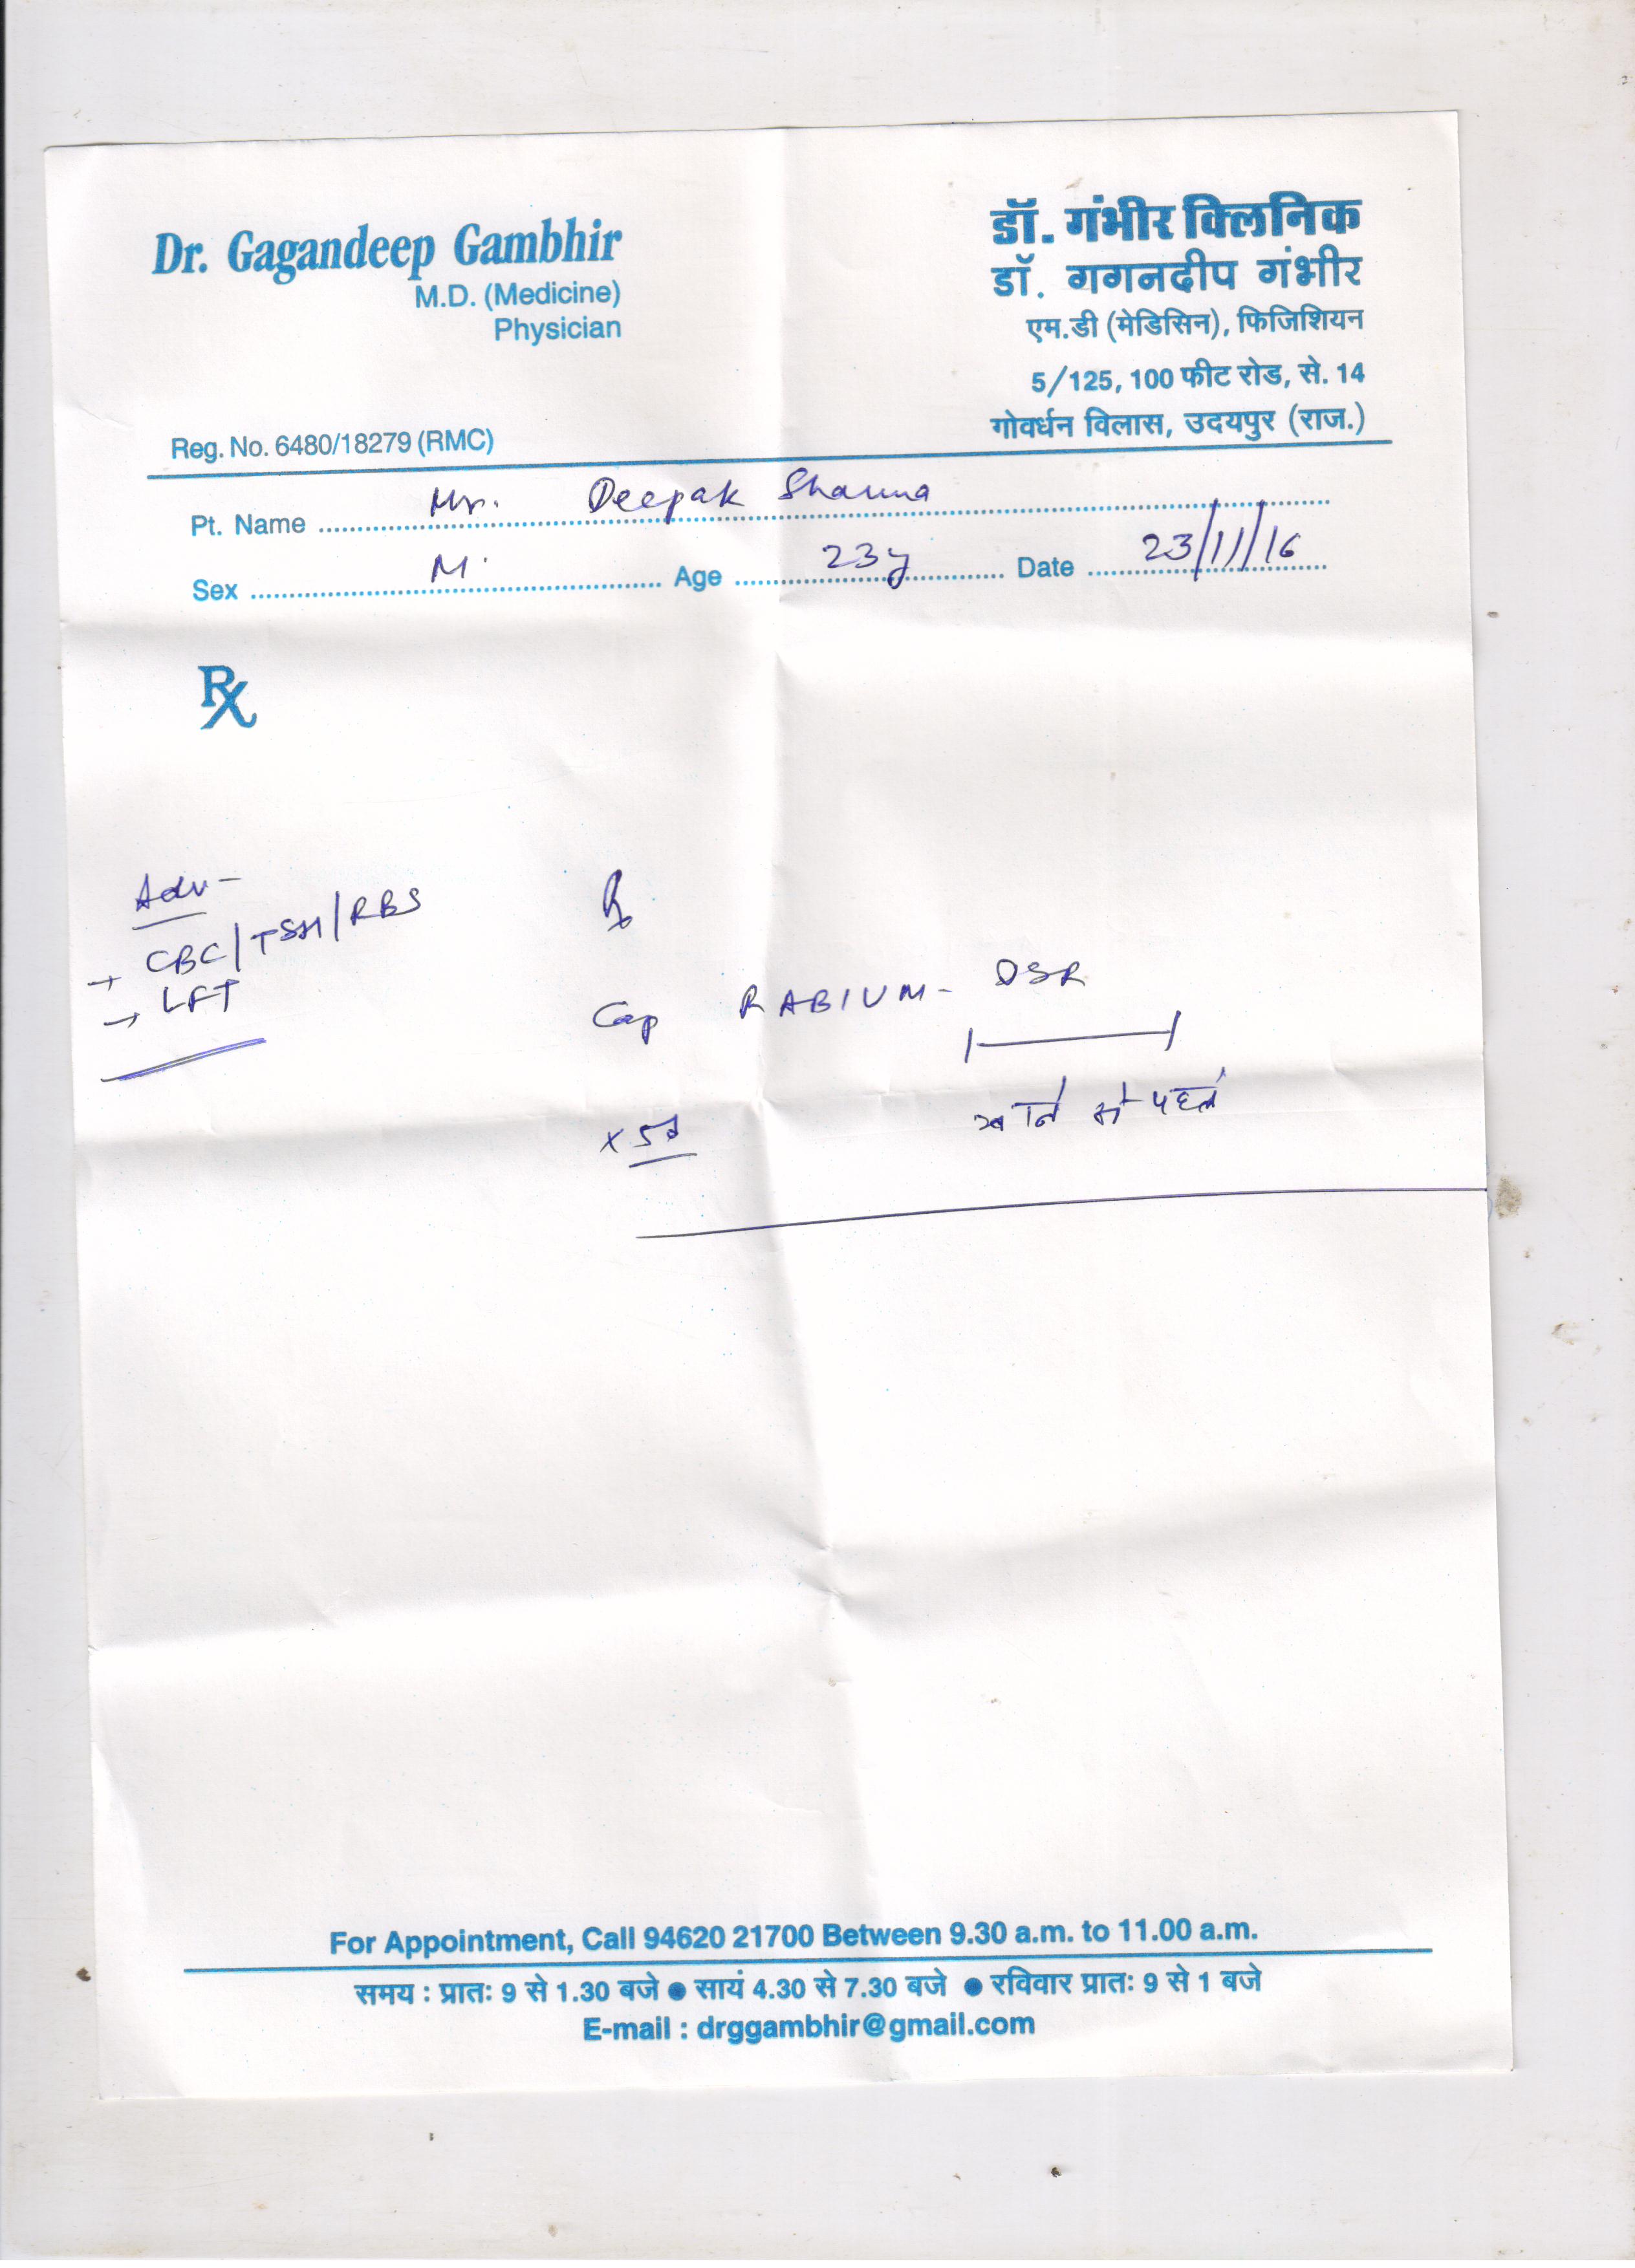 Dr. Gagandeep Gambhir
M.D. (Medicine)
Physician
Reg. No. 6480/18279 (RMC)
डॉ. गंभीर क्लिनिक
डॉ. गगनदीप गंभीर
एम.डी (मेडिसिन), फिजिशियन
5/125, 100 फीट रोड, से. 14
गोवर्धन विलास, उदयपुर (राज.)
Pt. Name Mr. Deepak Sharma
Sex M. Age 23y Date 23/11/16
Rx
Adv-
→ CBC/TSH/RBS
→ LFT
Rx
Cap RABIUM - DSR
खाने से पहले
x 5d
For Appointment, Call 94620 21700 Between 9.30 a.m. to 11.00 a.m.
समय : प्रातः 9 से 1.30 बजे ● सायं 4.30 से 7.30 बजे ● रविवार प्रातः 9 से 1 बजे
E-mail : drggambhir@gmail.com